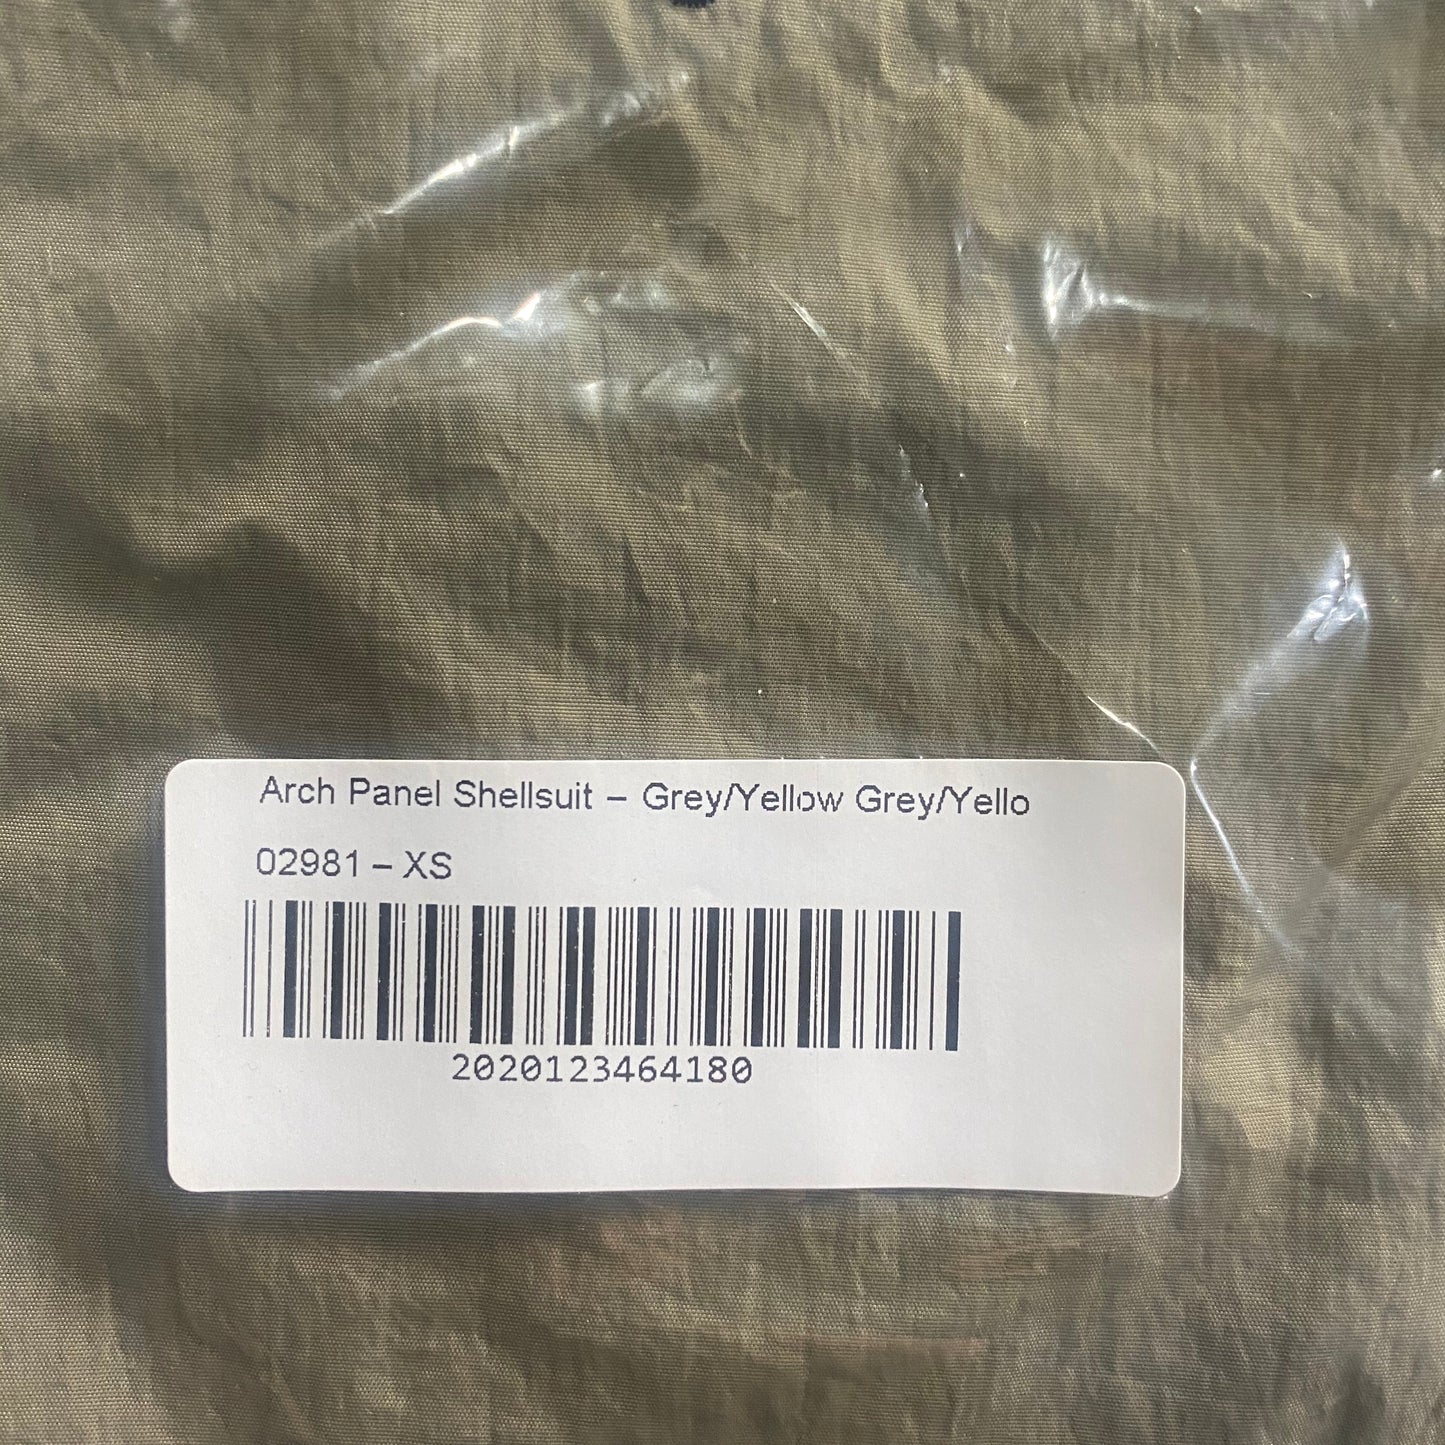 Arch Panel Shellsuit – Grey/Yellow Grey/Yello
02981 – XS
2020123464180